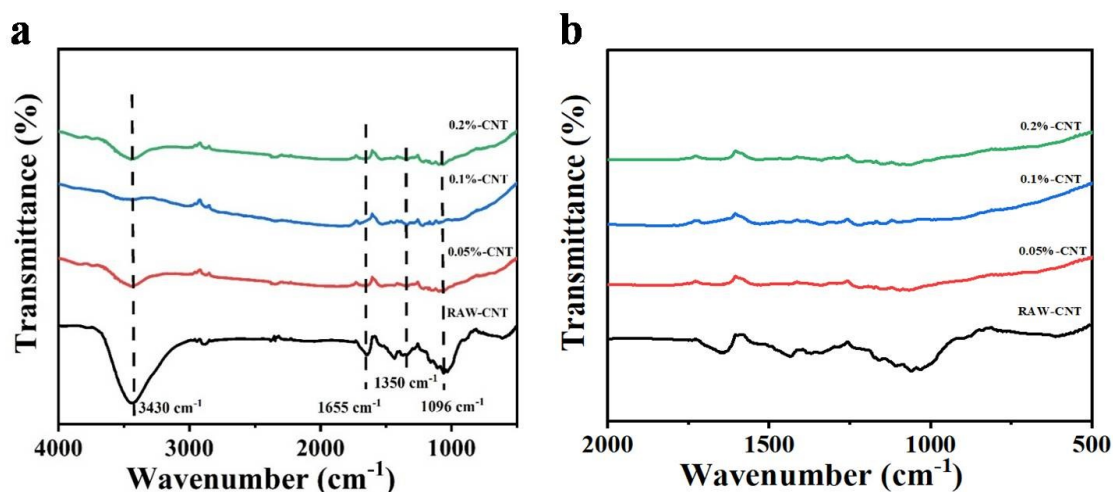 a
Transmittance (%)
0.2%-CNT
0.1%-CNT
0.05%-CNT
RAW-CNT
1350 cm⁻¹
3430 cm⁻¹
1655 cm⁻¹
1096 cm⁻¹
4000 3000 2000 1000
Wavenumber (cm⁻¹)
b
Transmittance (%)
0.2%-CNT
0.1%-CNT
0.05%-CNT
RAW-CNT
2000 1500 1000 500
Wavenumber (cm⁻¹)